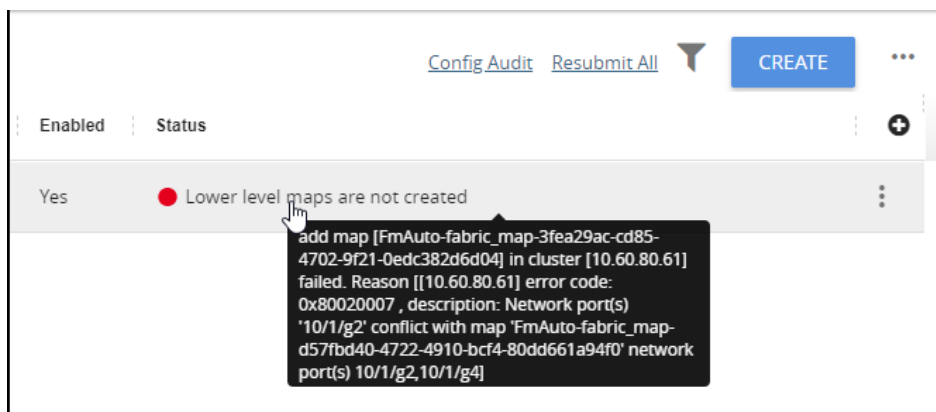 Config Audit Resubmit All CREATE
Enabled Status
Yes Lower level maps are not created
add map [FmAuto-fabric_map-3fea29ac-cd85-
4702-9f21-0edc382d6d04] in cluster [10.60.80.61]
failed. Reason [[10.60.80.61] error code:
0x80020007 , description: Network port(s)
'10/1/g2' conflict with map 'FmAuto-fabric_map-
d57fbd40-4722-4910-bcf4-80dd661a94f0' network
port(s) 10/1/g2,10/1/g4]